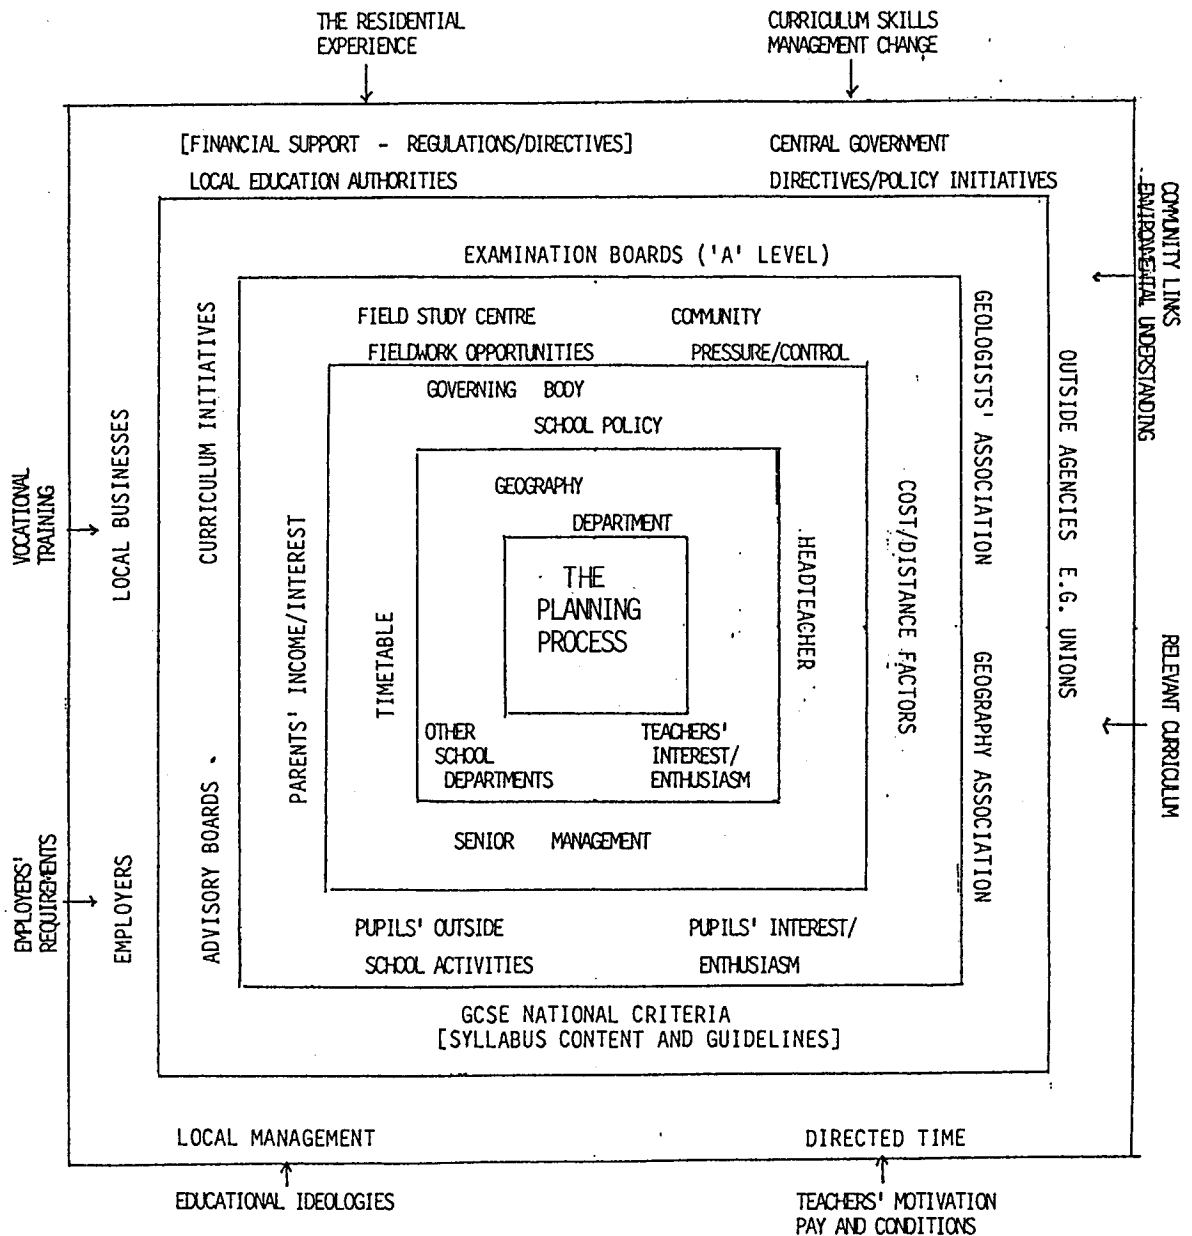 THE RESIDENTIAL
EXPERIENCE
CURRICULUM SKILLS
MANAGEMENT CHANGE
[FINANCIAL SUPPORT - REGULATIONS/DIRECTIVES]
LOCAL EDUCATION AUTHORITIES
CENTRAL GOVERNMENT
DIRECTIVES/POLICY INITIATIVES
COMMUNITY LINKS
ENVIRONMENTAL UNDERSTANDING
EXAMINATION BOARDS ('A' LEVEL)
FIELD STUDY CENTRE
FIELDWORK OPPORTUNITIES
COMMUNITY
PRESSURE/CONTROL
GOVERNING BODY
SCHOOL POLICY
GEOGRAPHY
DEPARTMENT
THE
PLANNING
PROCESS
VOCATIONAL
TRAINING
LOCAL BUSINESSES
CURRICULUM INITIATIVES
PARENTS' INCOME/INTEREST
TIMETABLE
HEADTEACHER
COST/DISTANCE FACTORS
GEOLOGISTS' ASSOCIATION
GEOGRAPHY ASSOCIATION
OUTSIDE AGENCIES E.G. UNIONS
RELEVANT CURRICULUM
OTHER
SCHOOL
DEPARTMENTS
TEACHERS'
INTEREST/
ENTHUSIASM
SENIOR MANAGEMENT
EMPLOYERS'
REQUIREMENTS
EMPLOYERS
ADVISORY BOARDS
PUPILS' OUTSIDE
SCHOOL ACTIVITIES
PUPILS' INTEREST/
ENTHUSIASM
GCSE NATIONAL CRITERIA
[SYLLABUS CONTENT AND GUIDELINES]
LOCAL MANAGEMENT
DIRECTED TIME
EDUCATIONAL IDEOLOGIES
TEACHERS' MOTIVATION
PAY AND CONDITIONS